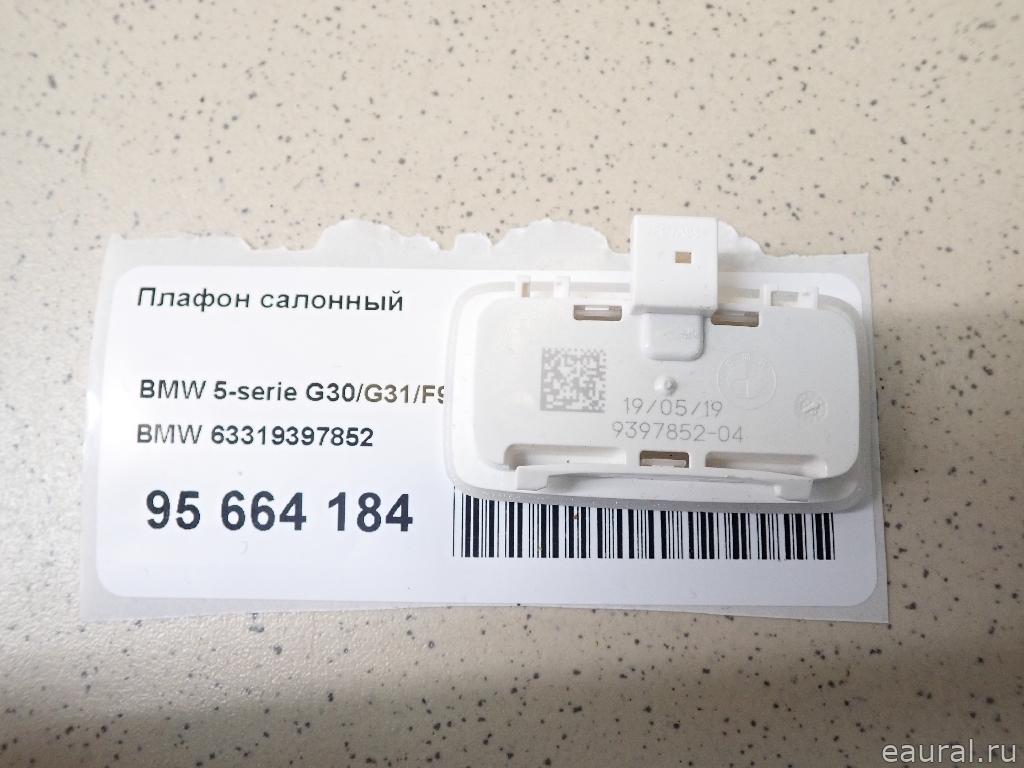 Плафон салонный
BMW 5-serie G30/G31/F9
BMW 63319397852
95 664 184
19/05/19
9397852-04
eaural.ru